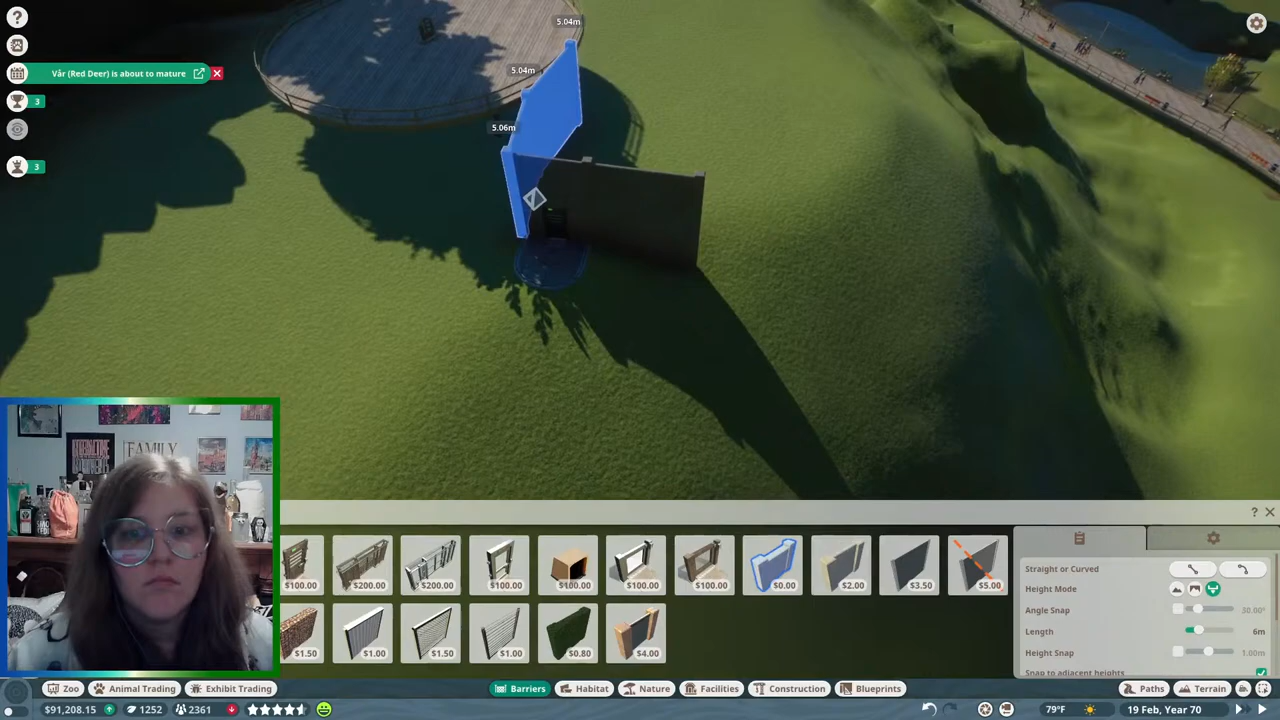 ?
Vår (Red Deer) is about to mature
3
3
5.04m
5.04m
5.06m
FAMILY
? 
$100.00
$200.00
$200.00
$100.00
$100.00
$100.00
$100.00
$0.00
$2.00
$3.50
$5.00
$1.50
$1.00
$1.50
$1.00
$0.80
$4.00
Straight or Curved
Height Mode
Angle Snap
30.00°
Length
6m
Height Snap
1.00m
Snap to adjacent heights
Zoo
Animal Trading
Exhibit Trading
Barriers
Habitat
Nature
Facilities
Construction
Blueprints
Paths
Terrain
$91,208.15
1252
2361
79°F
19 Feb, Year 70